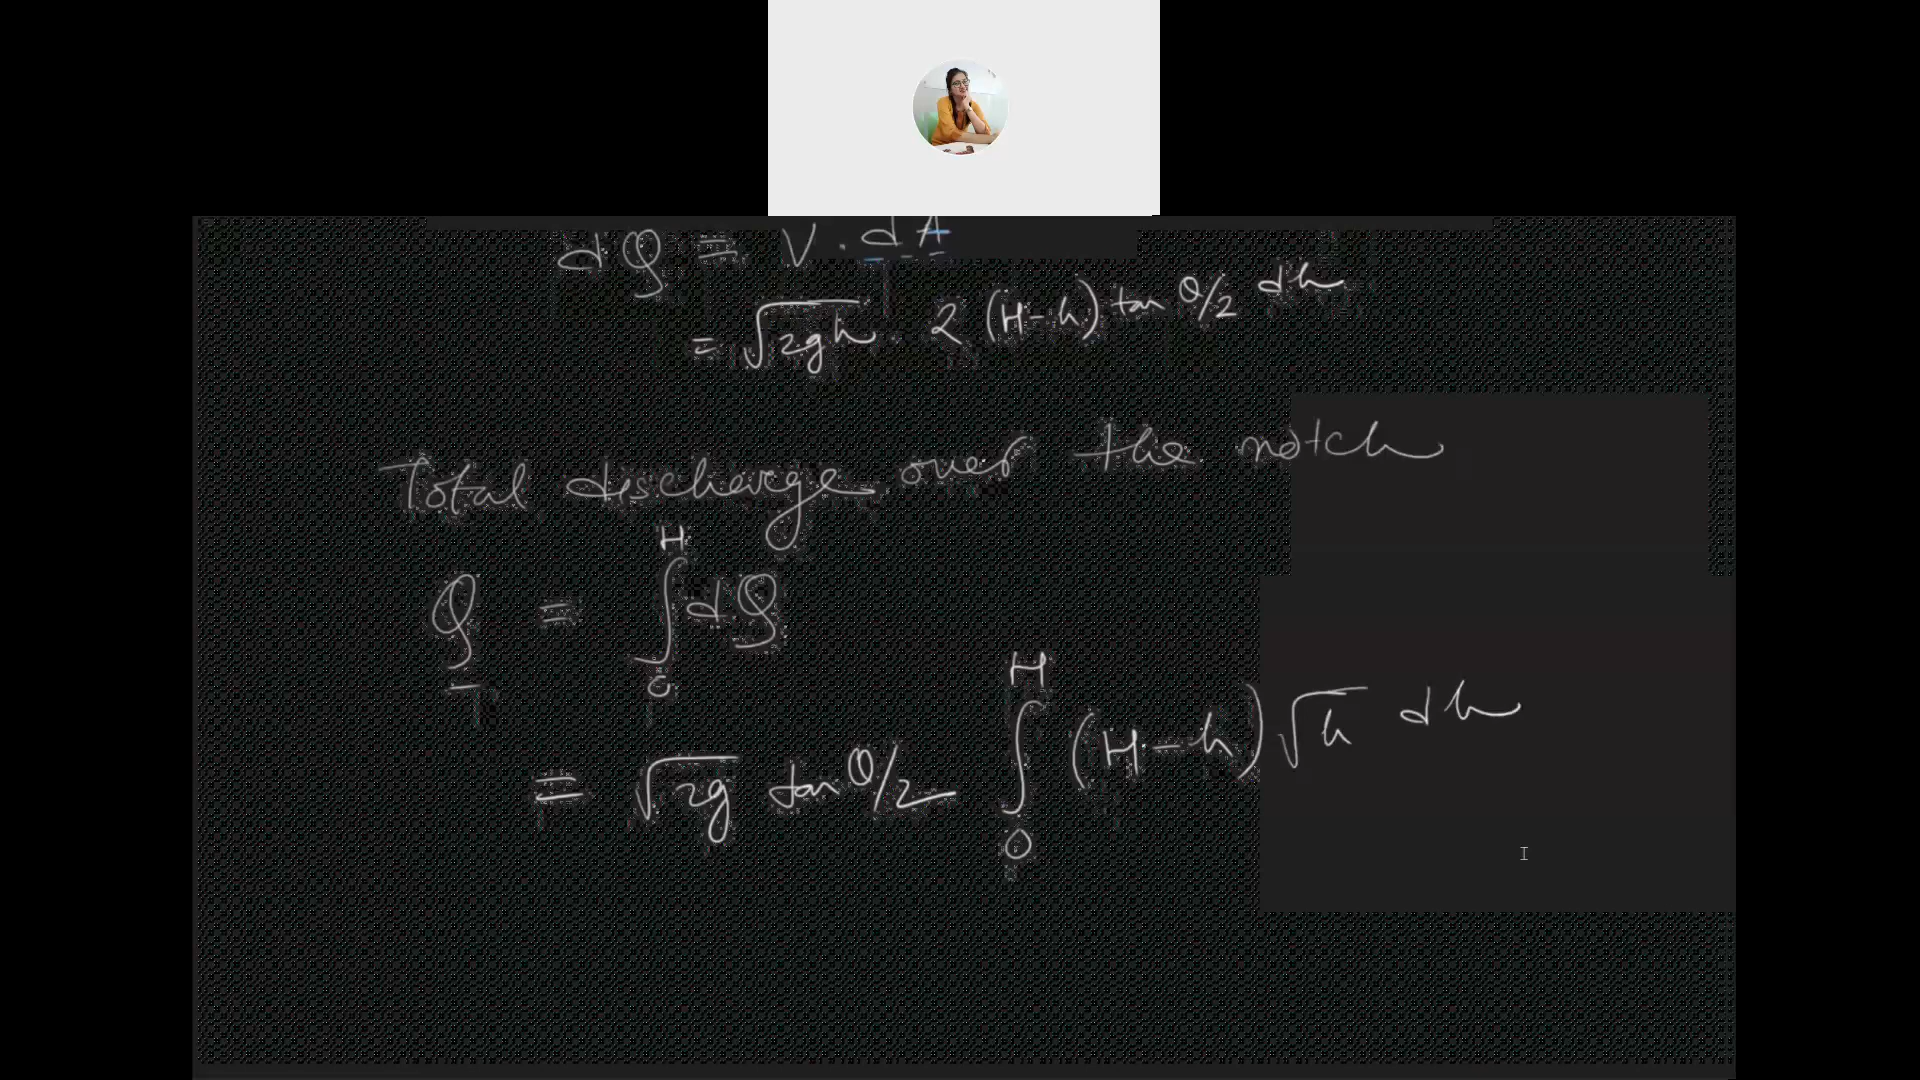 dQ = V . dA
= √2gh . 2 (H-h) tan θ/2 dh
Total discharge over the notch
Q = ∫₀ᴴ dQ
= √2g tan θ/2 ∫₀ᴴ (H-h) √h dh